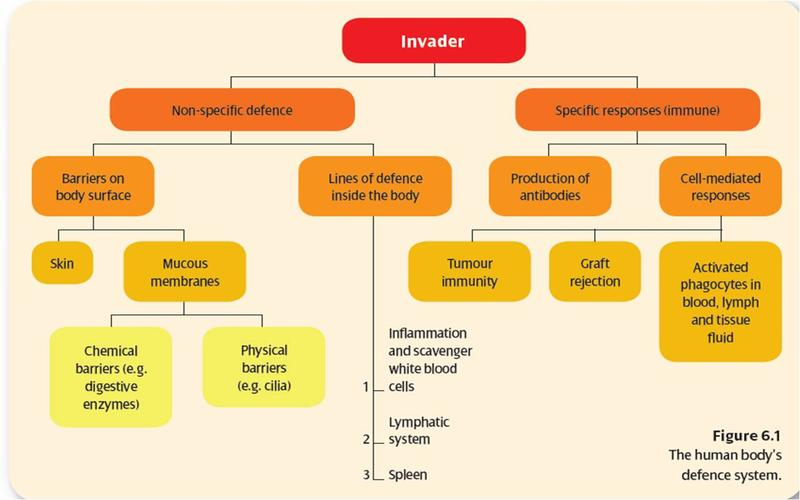 Invader
Non-specific defence
Specific responses (immune)
Barriers on
body surface
Lines of defence
inside the body
Production of
antibodies
Cell-mediated
responses
Skin
Mucous
membranes
Tumour
immunity
Graft
rejection
Activated
phagocytes in
blood, lymph
and tissue
fluid
Chemical
barriers (e.g.
digestive
enzymes)
Physical
barriers
(e.g. cilia)
Inflammation
and scavenger
white blood
1 cells
Lymphatic
2 system
3 Spleen
Figure 6.1
The human body's
defence system.